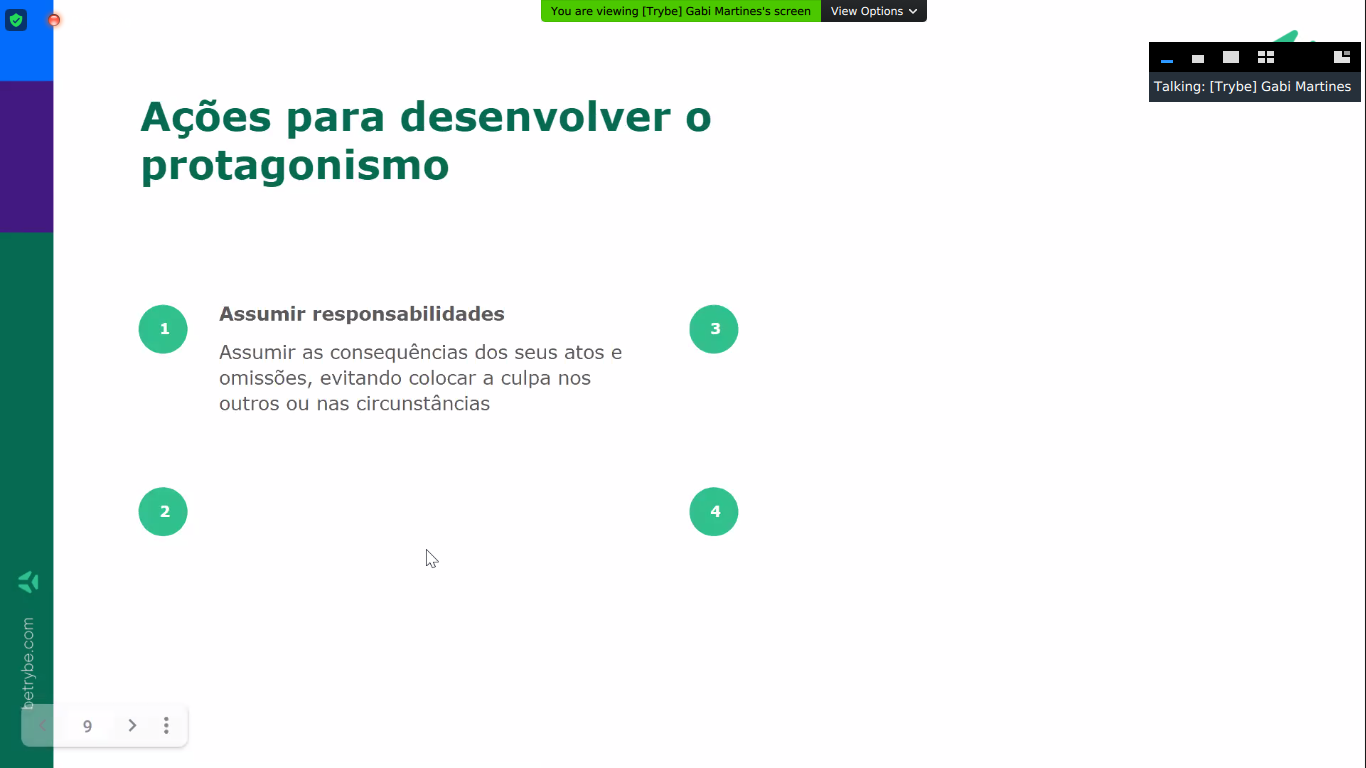 You are viewing [Trybe] Gabi Martines's screen
View Options
Talking: [Trybe] Gabi Martines
Ações para desenvolver o
protagonismo
1
Assumir responsabilidades
Assumir as consequências dos seus atos e
omissões, evitando colocar a culpa nos
outros ou nas circunstâncias
3
2
4
betrybe.com
9